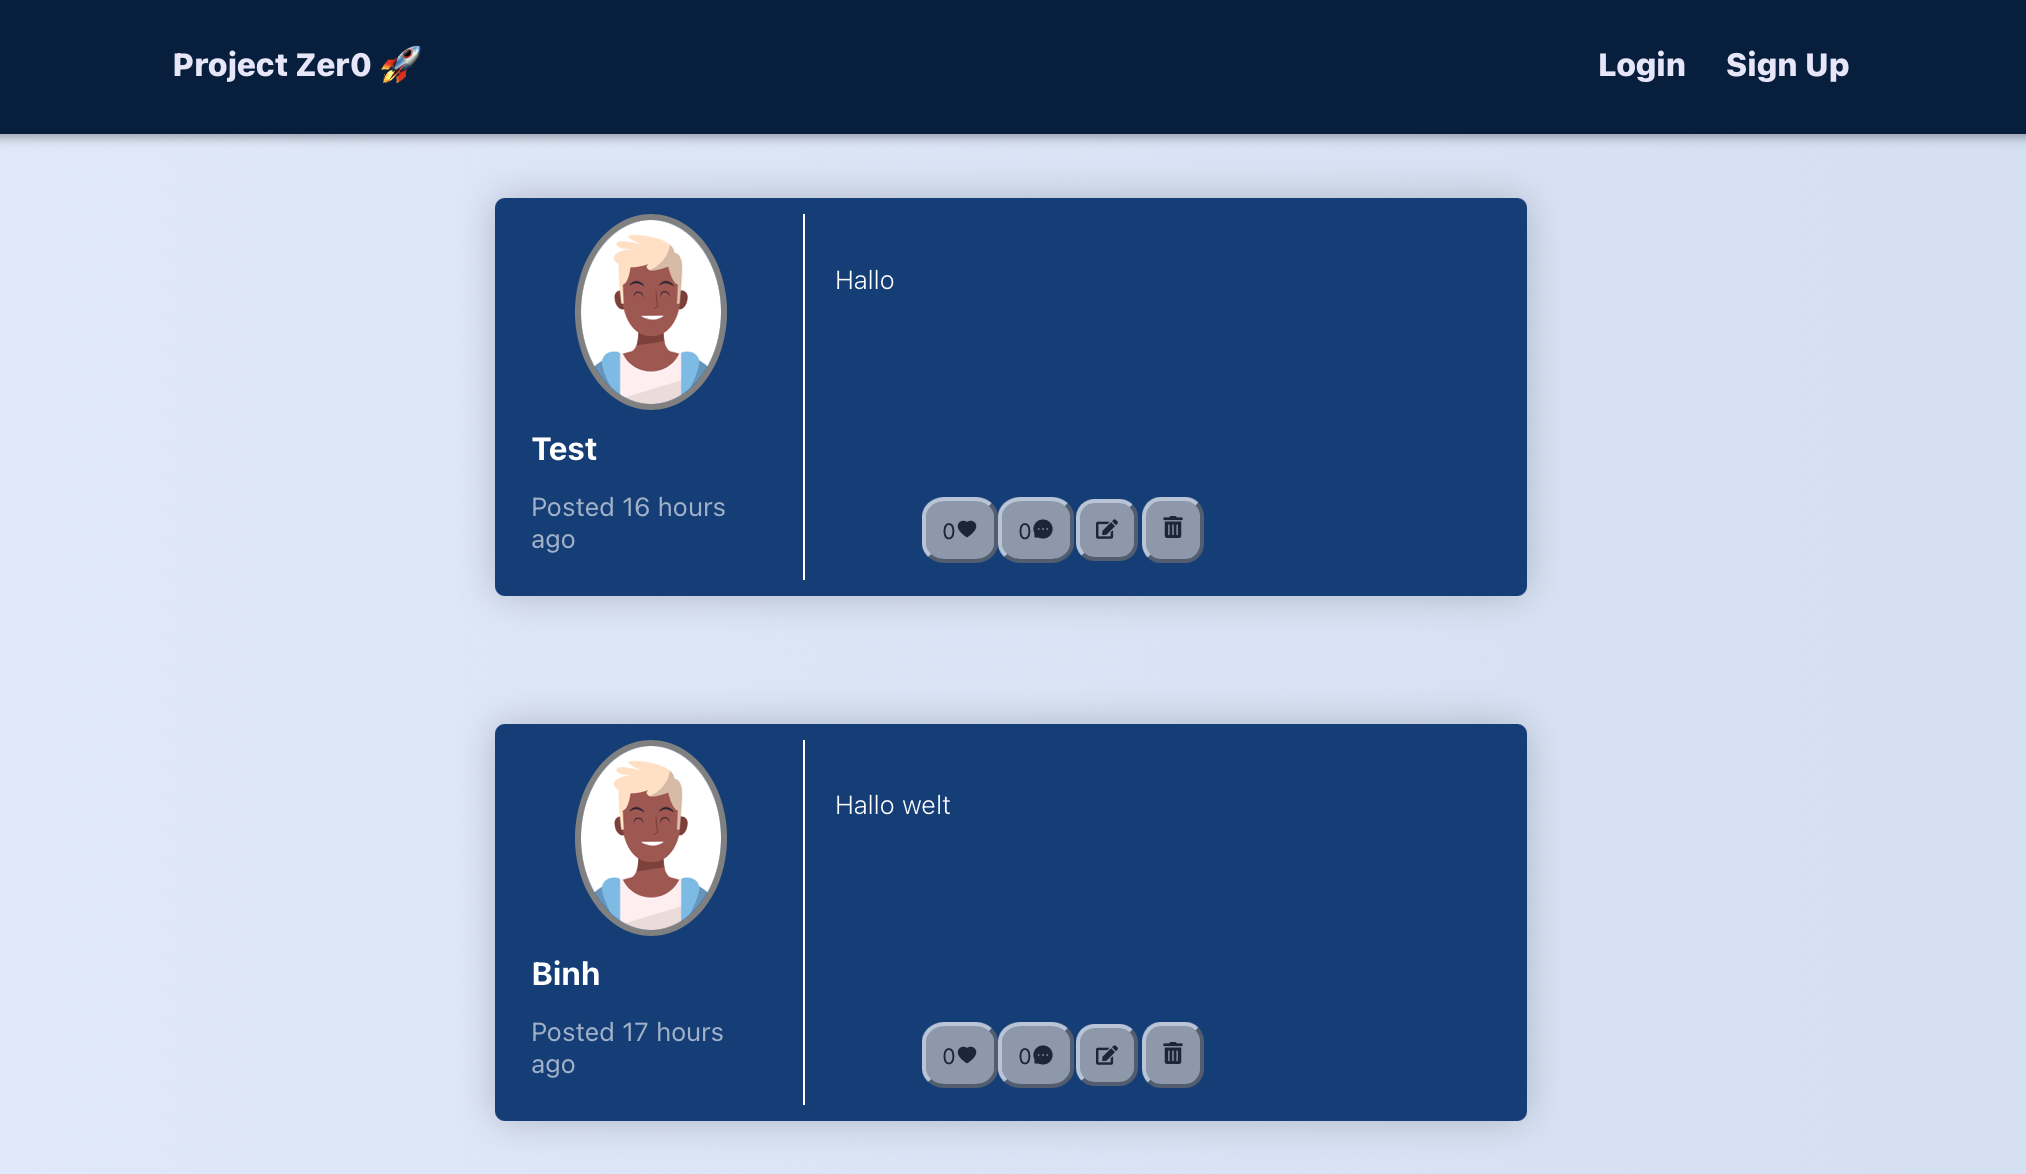 Project Zer0 🚀
Login Sign Up
Hallo
Test
Posted 16 hours
ago
0 0
Hallo welt
Binh
Posted 17 hours
ago
0 0